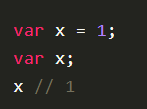 var x = 1;
var x;
x // 1